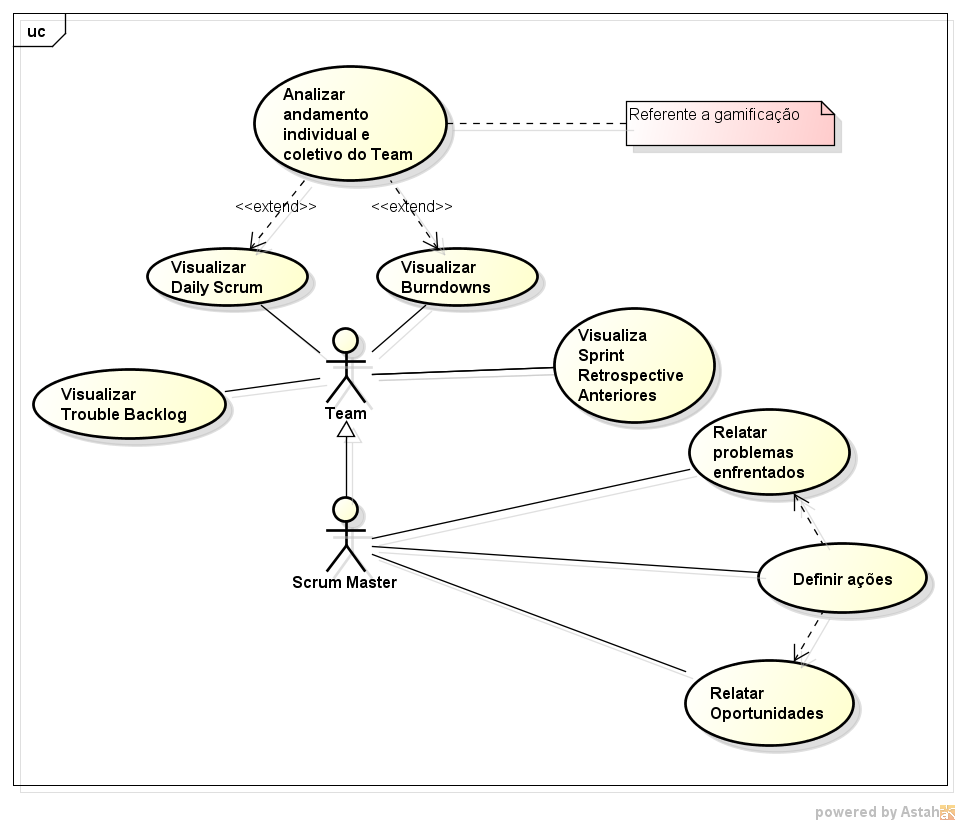 uc
Analizar
andamento
individual e
coletivo do Team
Referente a gamificação
<<extend>>
<<extend>>
Visualizar
Daily Scrum
Visualizar
Burndowns
Visualiza
Sprint
Retrospective
Anteriores
Visualizar
Trouble Backlog
Team
Relatar
problemas
enfrentados
Scrum Master
Definir ações
Relatar
Oportunidades
powered by Astah